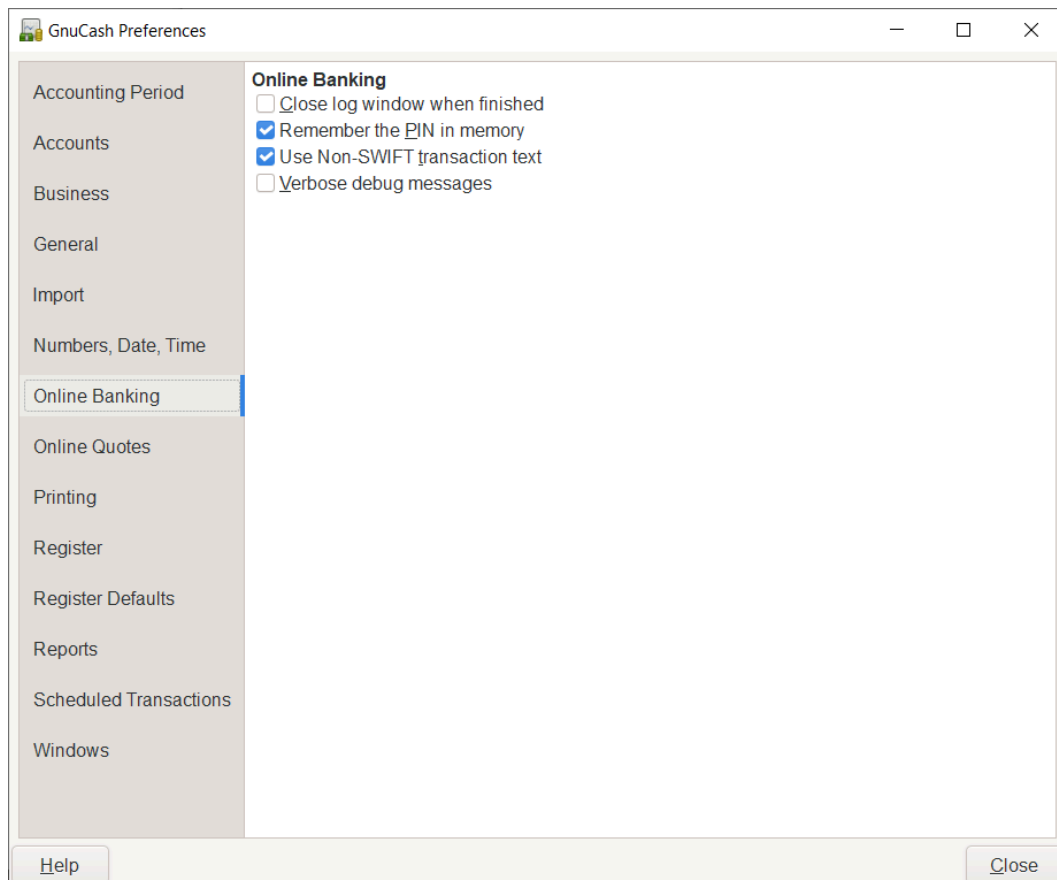 GnuCash Preferences
Accounting Period
Accounts
Business
General
Import
Numbers, Date, Time
Online Banking
Online Quotes
Printing
Register
Register Defaults
Reports
Scheduled Transactions
Windows
Online Banking
Close log window when finished
Remember the PIN in memory
Use Non-SWIFT transaction text
Verbose debug messages
Help
Close